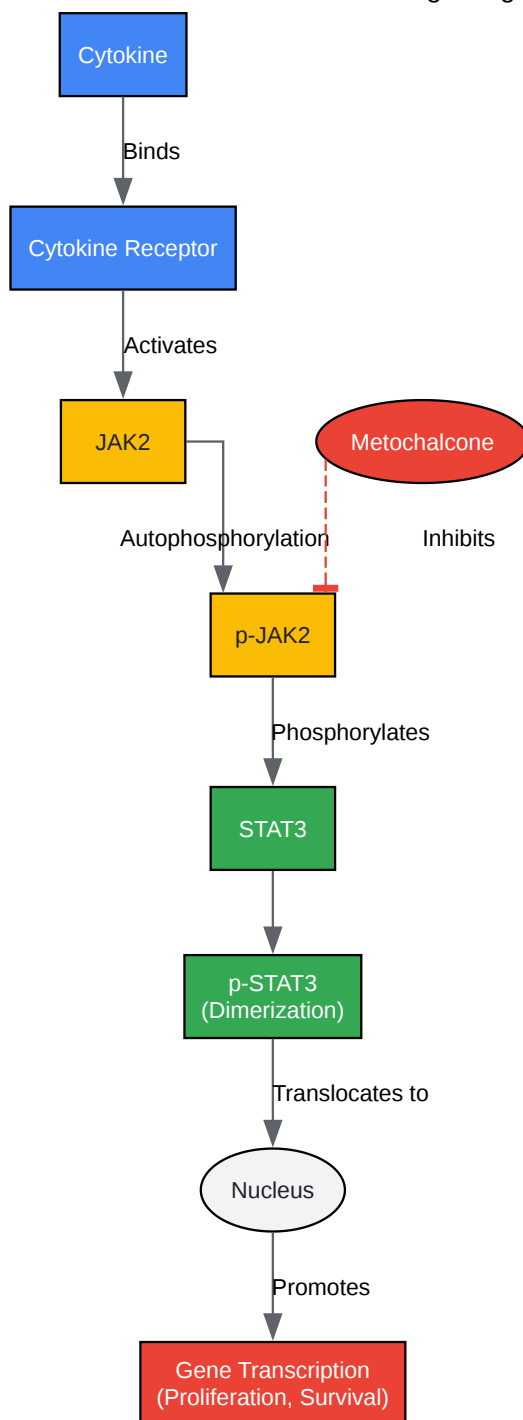 Cytokine
Binds
Cytokine Receptor
Activates
JAK2
Metochalcone
Autophosphorylation
Inhibits
p-JAK2
Phosphorylates
STAT3
p-STAT3
(Dimerization)
Translocates to
Nucleus
Promotes
Gene Transcription
(Proliferation, Survival)